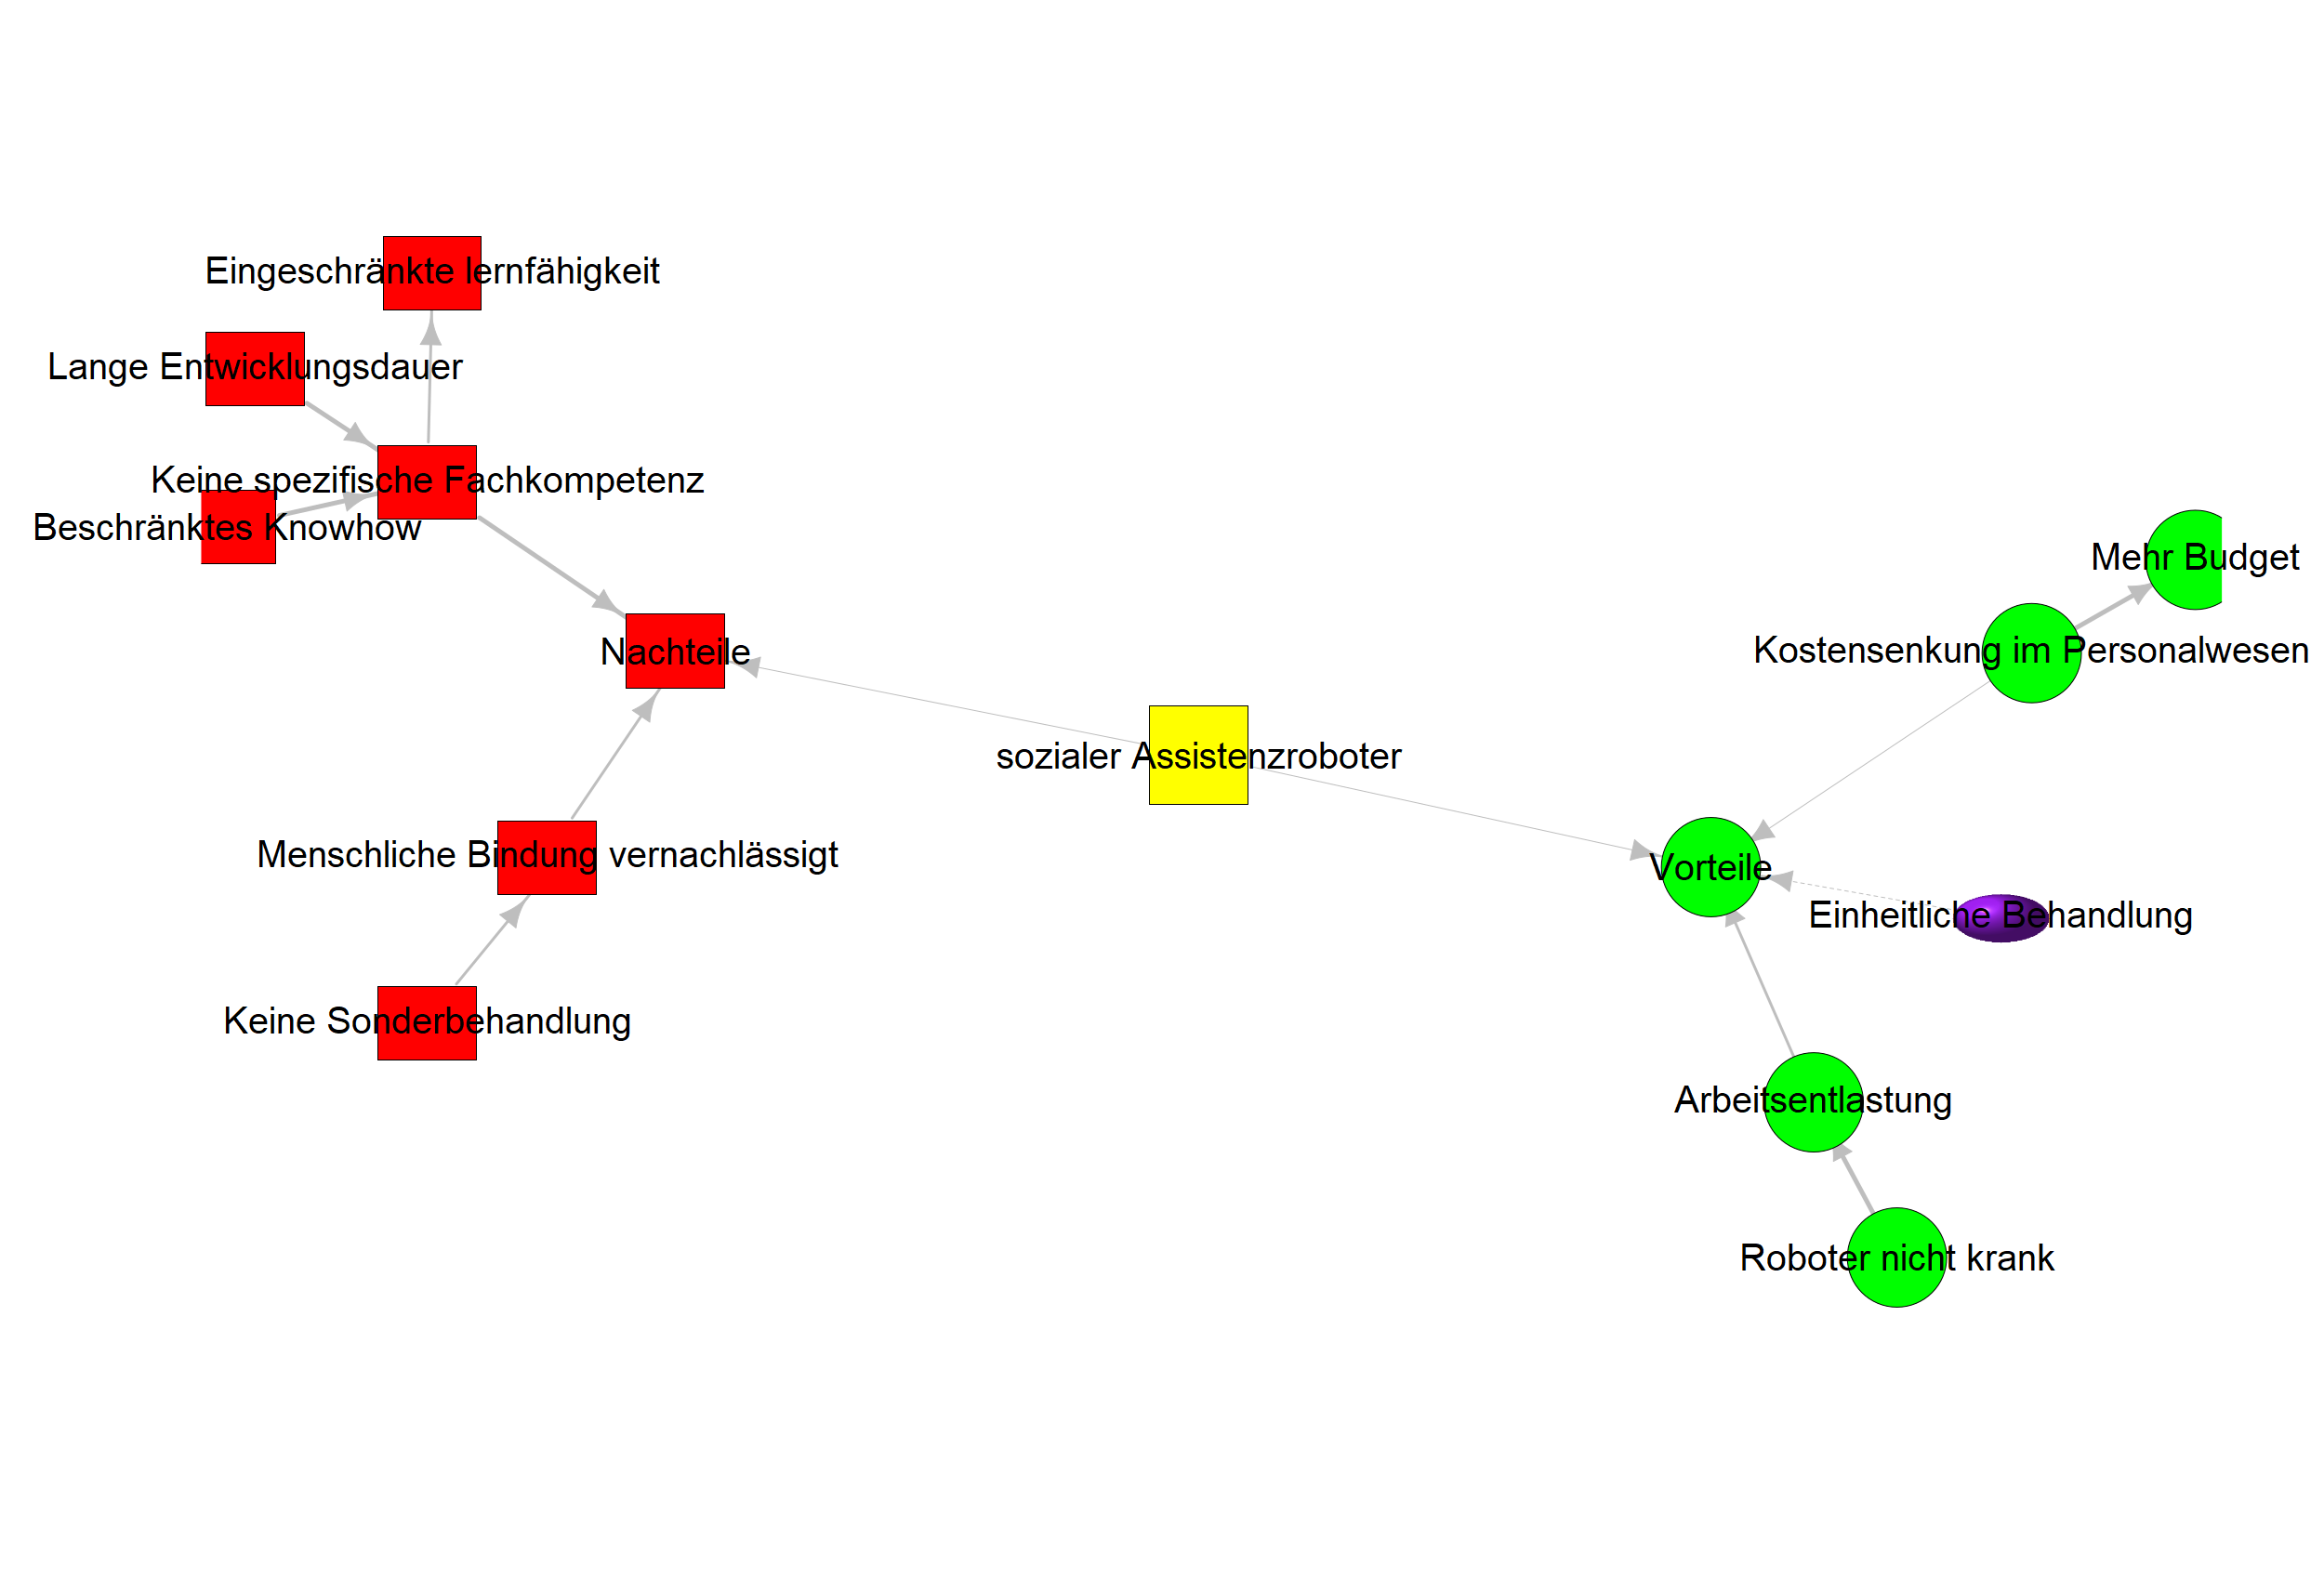 Eingeschränkte lernfähigkeit
Lange Entwicklungsdauer
Keine spezifische Fachkompetenz
Beschränktes Knowhow
Mehr Budget
Nachteile
Kostensenkung im Personalwesen
sozialer Assistenzroboter
Menschliche Bindung vernachlässigt
Vorteile
Einheitliche Behandlung
Keine Sonderbehandlung
Arbeitsentlastung
Roboter nicht krank